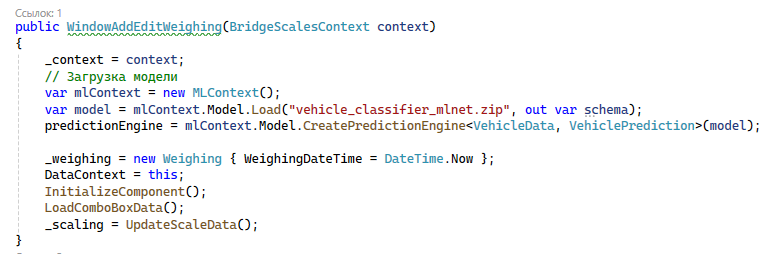 Ссылок: 1
public WindowAddEditWeighing(BridgeScalesContext context)
{
    _context = context;
    // Загрузка модели
    var mlContext = new MLContext();
    var model = mlContext.Model.Load("vehicle_classifier_mlnet.zip", out var schema);
    predictionEngine = mlContext.Model.CreatePredictionEngine<VehicleData, VehiclePrediction>(model);

    _weighing = new Weighing { WeighingDateTime = DateTime.Now };
    DataContext = this;
    InitializeComponent();
    LoadComboBoxData();
    _scaling = UpdateScaleData();
}